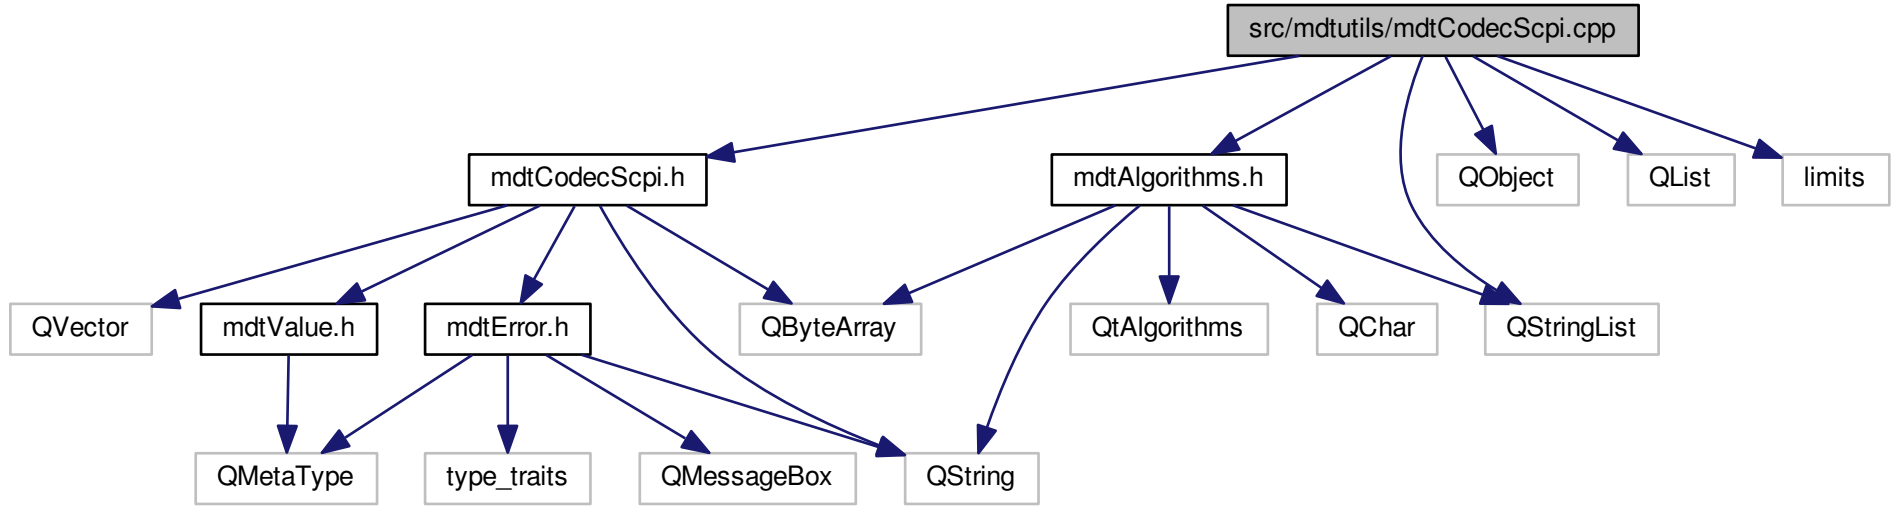 src/mdtutils/mdtCodecScpi.cpp
mdtCodecScpi.h
mdtAlgorithms.h
QObject
QList
limits
QVector
mdtValue.h
mdtError.h
QByteArray
QtAlgorithms
QChar
QStringList
QMetaType
type_traits
QMessageBox
QString